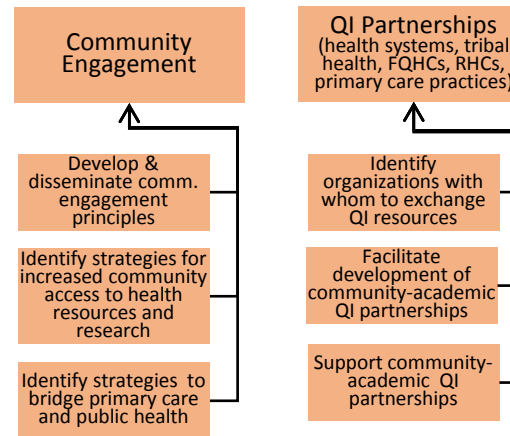 Community
Engagement
Develop &
disseminate comm.
engagement
principles
Identify strategies for
increased community
access to health
resources and
research
Identify strategies to
bridge primary care
and public health
QI Partnerships
(health systems, tribal
health, FQHCs, RHCs,
primary care practices)
Identify
organizations with
whom to exchange
QI resources
Facilitate
development of
community-academic
QI partnerships
Support community-
academic QI
partnerships